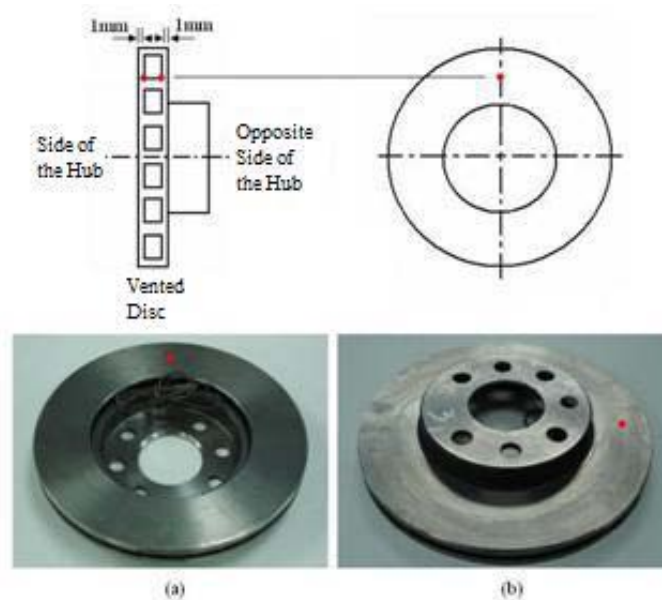 1mm 1mm
Side of
the Hub
Opposite
Side of
the Hub
Vented
Disc
(a) (b)